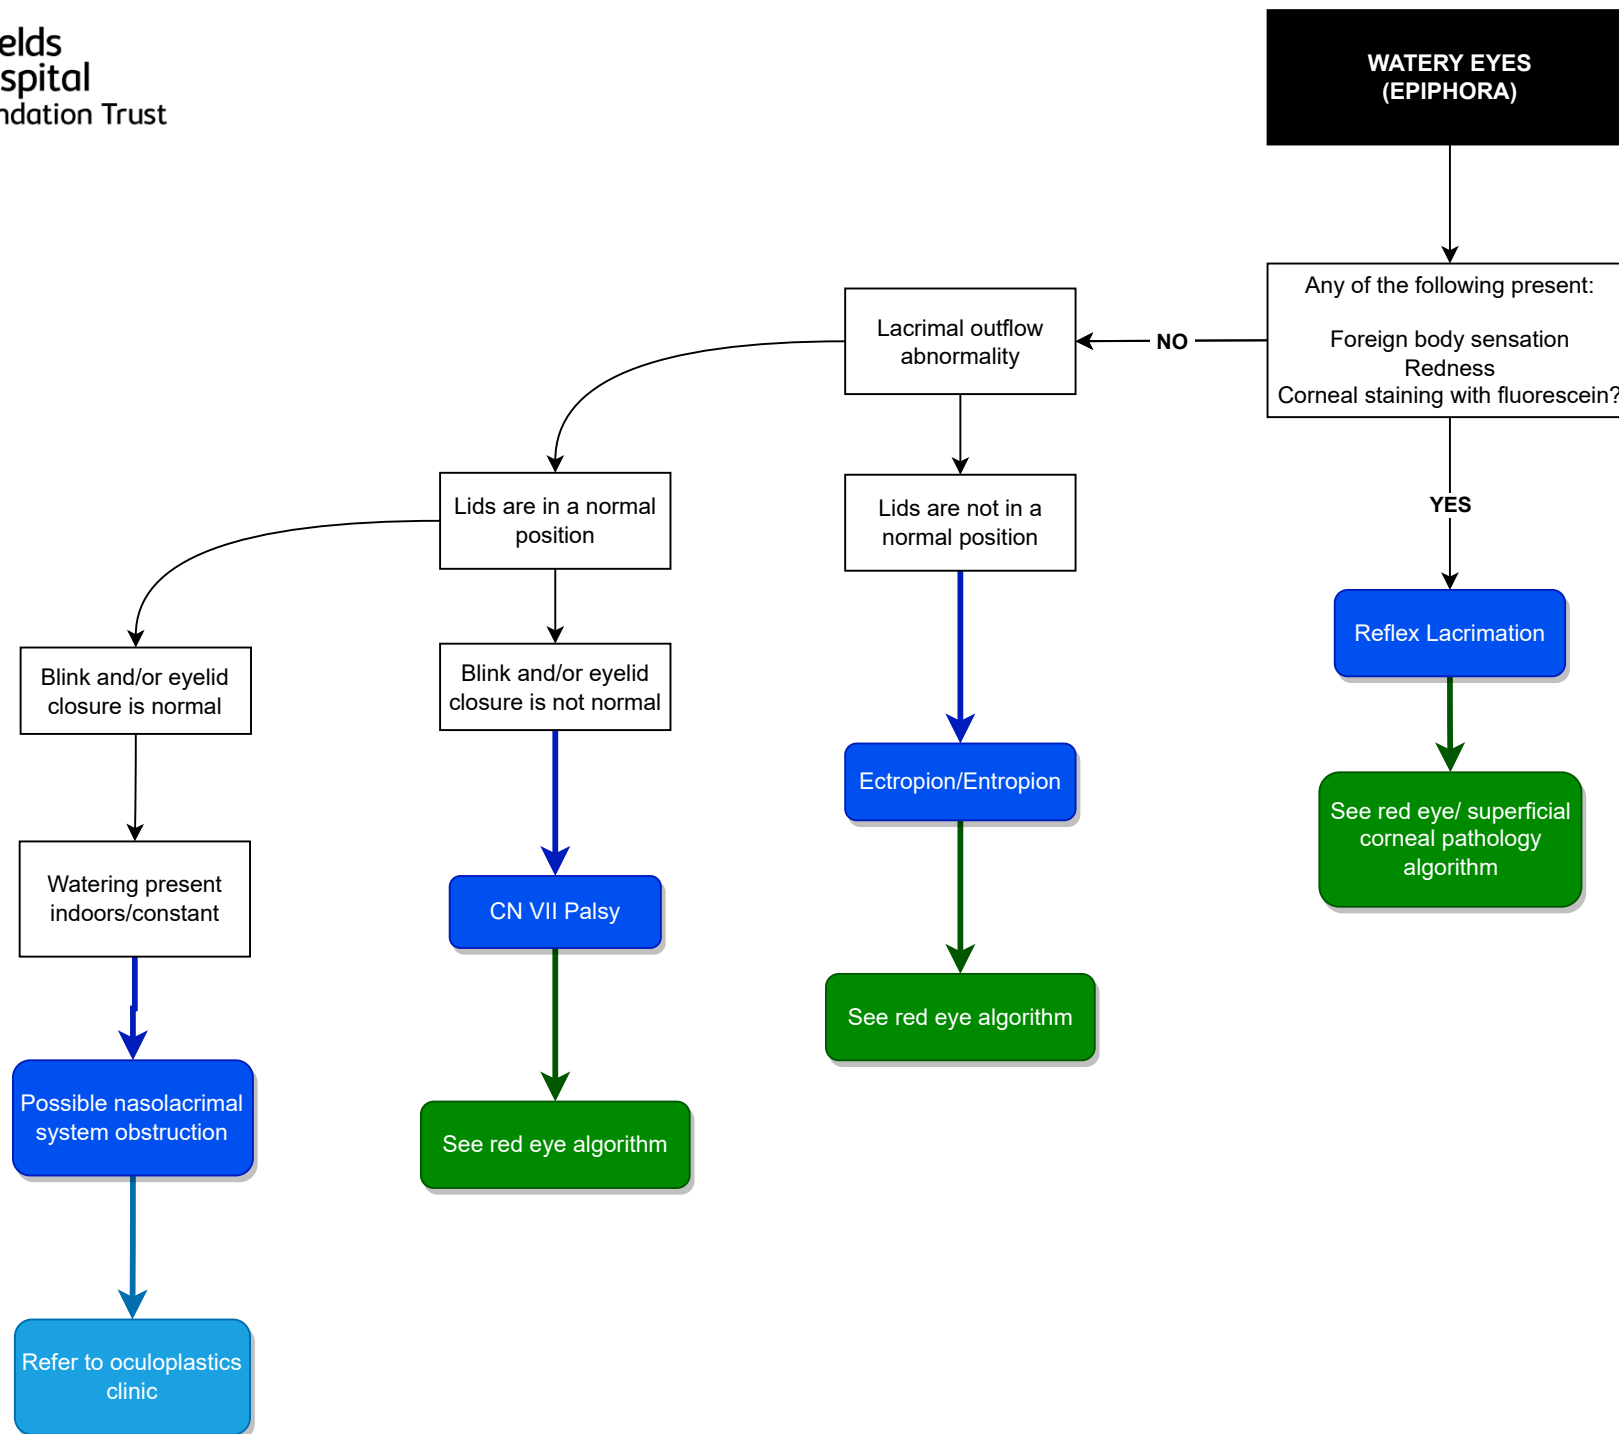 elds
spital
ndation Trust
WATERY EYES
(EPIPHORA)
Any of the following present:
Foreign body sensation
Redness
Corneal staining with fluorescein?
NO
Lacrimal outflow
abnormality
YES
Lids are in a normal
position
Lids are not in a
normal position
Reflex Lacrimation
Blink and/or eyelid
closure is normal
Blink and/or eyelid
closure is not normal
Ectropion/Entropion
See red eye/ superficial
corneal pathology
algorithm
Watering present
indoors/constant
CN VII Palsy
See red eye algorithm
Possible nasolacrimal
system obstruction
See red eye algorithm
Refer to oculoplastics
clinic